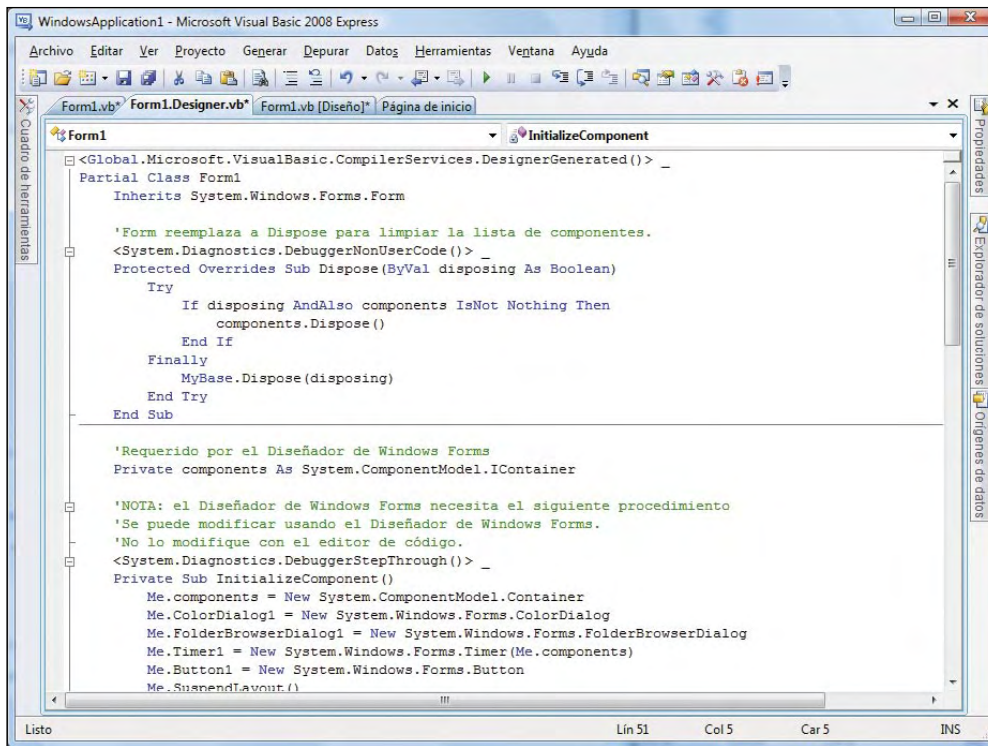 WindowsApplication1 - Microsoft Visual Basic 2008 Express
Archivo Editar Ver Proyecto Generar Depurar Datos Herramientas Ventana Ayuda
Form1.vb* Form1.Designer.vb* Form1.vb [Diseño]* Página de inicio
Cuadro de herramientas
Form1 InitializeComponent
<Global.Microsoft.VisualBasic.CompilerServices.DesignerGenerated()> _
Partial Class Form1
Inherits System.Windows.Forms.Form
'Form reemplaza a Dispose para limpiar la lista de componentes.
<System.Diagnostics.DebuggerNonUserCode()> _
Protected Overrides Sub Dispose(ByVal disposing As Boolean)
Try
If disposing AndAlso components IsNot Nothing Then
components.Dispose()
End If
Finally
MyBase.Dispose(disposing)
End Try
End Sub
'Requerido por el Diseñador de Windows Forms
Private components As System.ComponentModel.IContainer
'NOTA: el Diseñador de Windows Forms necesita el siguiente procedimiento
'Se puede modificar usando el Diseñador de Windows Forms.
'No lo modifique con el editor de código.
<System.Diagnostics.DebuggerStepThrough()> _
Private Sub InitializeComponent()
Me.components = New System.ComponentModel.Container
Me.ColorDialog1 = New System.Windows.Forms.ColorDialog
Me.FolderBrowserDialog1 = New System.Windows.Forms.FolderBrowserDialog
Me.Timer1 = New System.Windows.Forms.Timer(Me.components)
Me.Button1 = New System.Windows.Forms.Button
Me.SuspendLayout()
Propiedades
Explorador de soluciones
Orígenes de datos
Listo Lín 51 Col 5 Car 5 INS